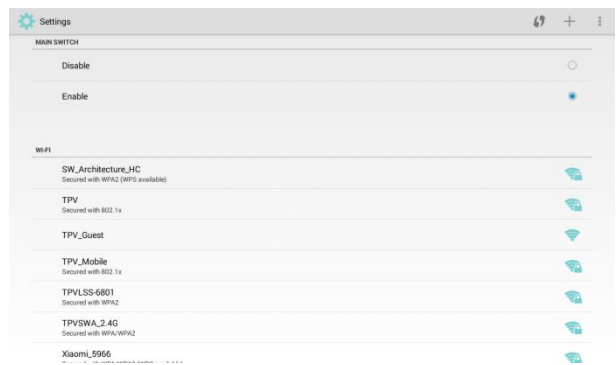 Settings
MAIN SWITCH
Disable
Enable
WI-FI
SW_Architecture_HC
Secured with WPA2 (WPS available)
TPV
Secured with 802.1x
TPV_Guest
TPV_Mobile
Secured with 802.1x
TPVLSS-6801
Secured with WPA2
TPVSWA_2.4G
Secured with WPA/WPA2
Xiaomi_5966